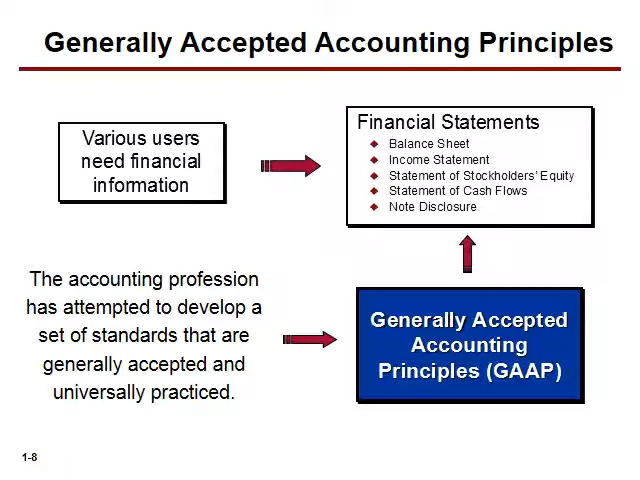 Generally Accepted Accounting Principles
Various users
need financial
information
Financial Statements
Balance Sheet
Income Statement
Statement of Stockholders' Equity
Statement of Cash Flows
Note Disclosure
The accounting profession
has attempted to develop a
set of standards that are
generally accepted and
universally practiced.
Generally Accepted
Accounting
Principles (GAAP)
1-8